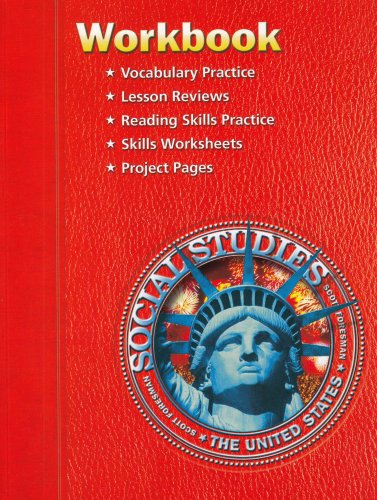 Workbook
★ Vocabulary Practice
★ Lesson Reviews
★ Reading Skills Practice
★ Skills Worksheets
★ Project Pages
SOCIAL STUDIES
SCOTT FORESMAN
SCOTT FORESMAN
★ THE UNITED STATES ★